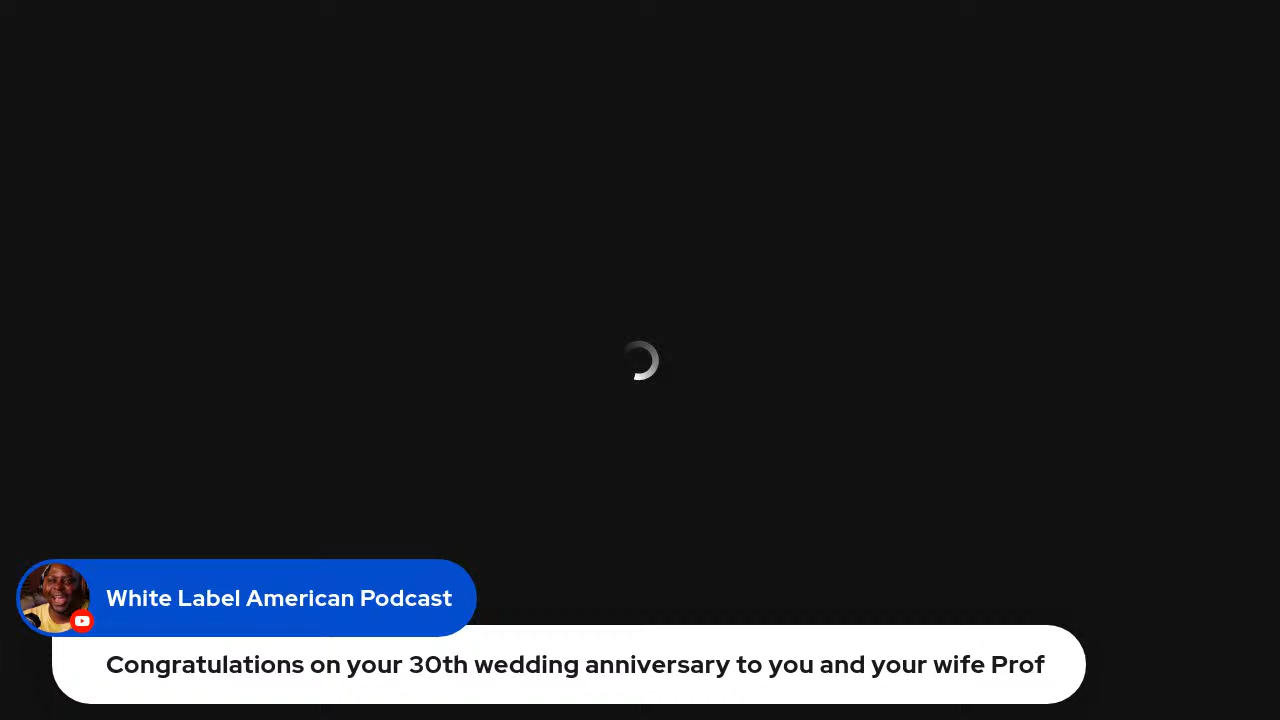 White Label American Podcast
Congratulations on your 30th wedding anniversary to you and your wife Prof